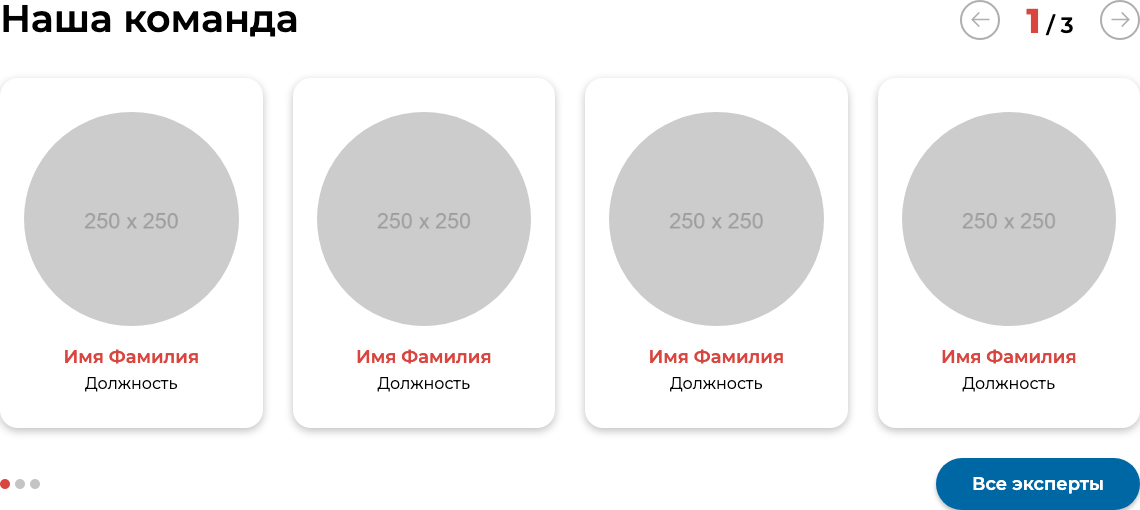 Наша команда
1 / 3
250 x 250
250 x 250
250 x 250
250 x 250
Имя Фамилия
Имя Фамилия
Имя Фамилия
Имя Фамилия
Должность
Должность
Должность
Должность
Все эксперты